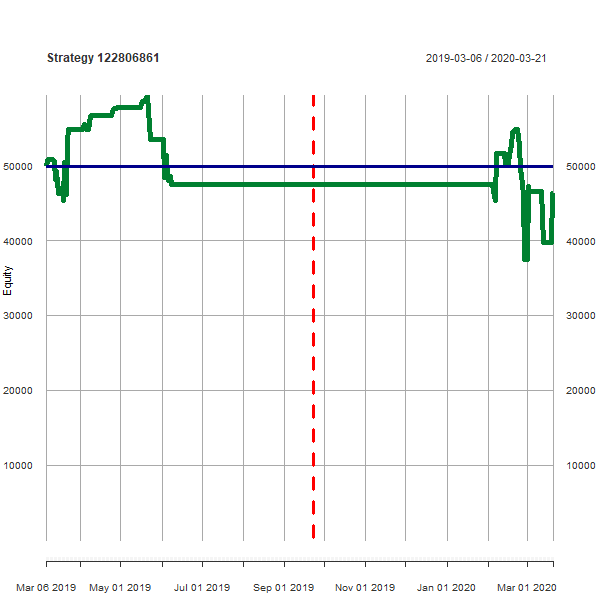 Strategy 122806861
2019-03-06 / 2020-03-21
50000 50000
40000 40000
Equity
30000 30000
20000 20000
10000 10000
Mar 06 2019 May 01 2019 Jul 01 2019 Sep 01 2019 Nov 01 2019 Jan 01 2020 Mar 01 2020